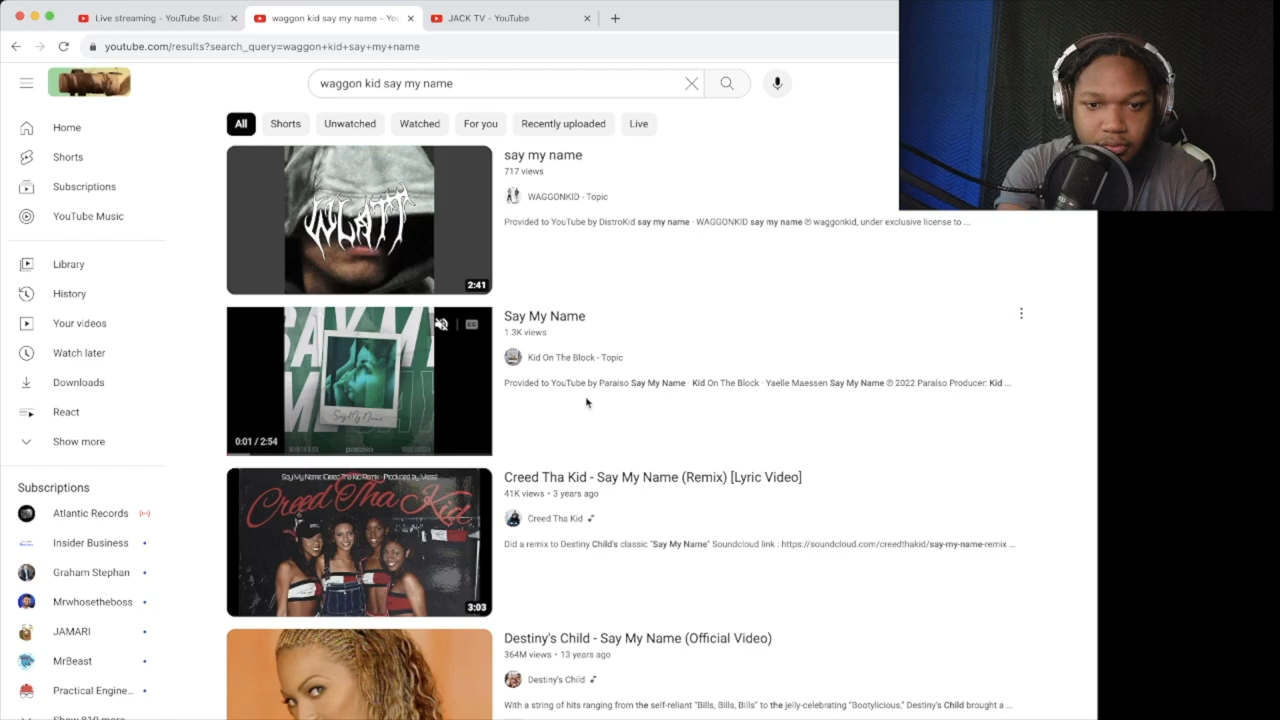 Live streaming - YouTube Stud
waggon kid say my name - You
JACK TV - YouTube
youtube.com/results?search_query=waggon+kid+say+my+name
waggon kid say my name
All
Shorts
Unwatched
Watched
For you
Recently uploaded
Live
Home
Shorts
Subscriptions
YouTube Music
Library
History
Your videos
Watch later
Downloads
React
Show more
Subscriptions
Atlantic Records
Insider Business
Graham Stephan
Mrwhosetheboss
JAMARI
MrBeast
Practical Engine...
WLATT
2:41
say my name
717 views
WAGGONKID - Topic
Provided to YouTube by DistroKid say my name · WAGGONKID say my name ℗ waggonkid, under exclusive license to ...
Say My Name
0:01 / 2:54
Say My Name
1.3K views
Kid On The Block - Topic
Provided to YouTube by Paraíso Say My Name · Kid On The Block · Yaelle Maessen Say My Name ℗ 2022 Paraíso Producer: Kid ...
Creed Tha Kid
3:03
Creed Tha Kid - Say My Name (Remix) [Lyric Video]
41K views • 3 years ago
Creed Tha Kid
Did a remix to Destiny Child's classic "Say My Name" Soundcloud link : https://soundcloud.com/creedthakid/say-my-name-remix ...
Destiny's Child - Say My Name (Official Video)
364M views • 13 years ago
Destiny's Child
With a string of hits ranging from the self-reliant "Bills, Bills, Bills" to the jelly-celebrating "Bootylicious," Destiny's Child brought a ...